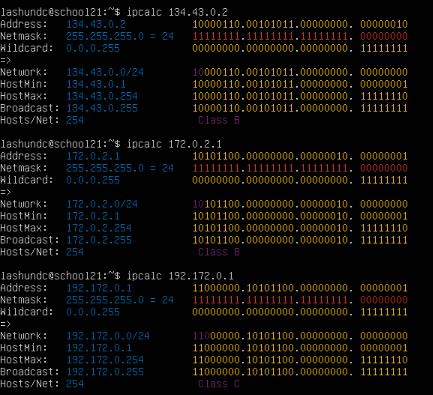 lashundc@school21:~$ ipcalc 134.43.0.2
Address: 134.43.0.2 10000110.00101011.00000000. 00000010
Netmask: 255.255.255.0 = 24 11111111.11111111.11111111. 00000000
Wildcard: 0.0.0.255 00000000.00000000.00000000. 11111111
=>
Network: 134.43.0.0/24 10000110.00101011.00000000. 00000000
HostMin: 134.43.0.1 10000110.00101011.00000000. 00000001
HostMax: 134.43.0.254 10000110.00101011.00000000. 11111110
Broadcast: 134.43.0.255 10000110.00101011.00000000. 11111111
Hosts/Net: 254 Class B
lashundc@school21:~$ ipcalc 172.0.2.1
Address: 172.0.2.1 10101100.00000000.00000010. 00000001
Netmask: 255.255.255.0 = 24 11111111.11111111.11111111. 00000000
Wildcard: 0.0.0.255 00000000.00000000.00000000. 11111111
=>
Network: 172.0.2.0/24 10101100.00000000.00000010. 00000000
HostMin: 172.0.2.1 10101100.00000000.00000010. 00000001
HostMax: 172.0.2.254 10101100.00000000.00000010. 11111110
Broadcast: 172.0.2.255 10101100.00000000.00000010. 11111111
Hosts/Net: 254 Class B
lashundc@school21:~$ ipcalc 192.172.0.1
Address: 192.172.0.1 11000000.10101100.00000000. 00000001
Netmask: 255.255.255.0 = 24 11111111.11111111.11111111. 00000000
Wildcard: 0.0.0.255 00000000.00000000.00000000. 11111111
=>
Network: 192.172.0.0/24 11000000.10101100.00000000. 00000000
HostMin: 192.172.0.1 11000000.10101100.00000000. 00000001
HostMax: 192.172.0.254 11000000.10101100.00000000. 11111110
Broadcast: 192.172.0.255 11000000.10101100.00000000. 11111111
Hosts/Net: 254 Class C